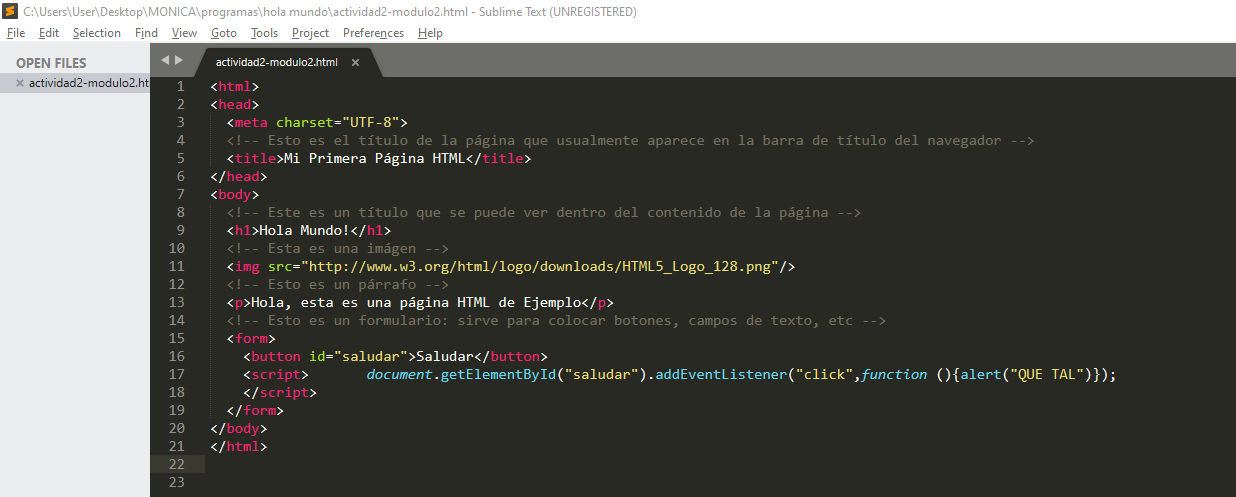 C:\Users\User\Desktop\MONICA\programas\hola mundo\actividad2-modulo2.html - Sublime Text (UNREGISTERED)
File Edit Selection Find View Goto Tools Project Preferences Help
OPEN FILES
× actividad2-modulo2.ht
actividad2-modulo2.html ×
1 <html>
2 <head>
3 <meta charset="UTF-8">
4 <!-- Esto es el título de la página que usualmente aparece en la barra de título del navegador -->
5 <title>Mi Primera Página HTML</title>
6 </head>
7 <body>
8 <!-- Este es un título que se puede ver dentro del contenido de la página -->
9 <h1>Hola Mundo!</h1>
10 <!-- Esta es una imágen -->
11 <img src="http://www.w3.org/html/logo/downloads/HTML5_Logo_128.png"/>
12 <!-- Esto es un párrafo -->
13 <p>Hola, esta es una página HTML de Ejemplo</p>
14 <!-- Esto es un formulario: sirve para colocar botones, campos de texto, etc -->
15 <form>
16 <button id="saludar">Saludar</button>
17 <script> document.getElementById("saludar").addEventListener("click",function (){alert("QUE TAL")});
18 </script>
19 </form>
20 </body>
21 </html>
22
23